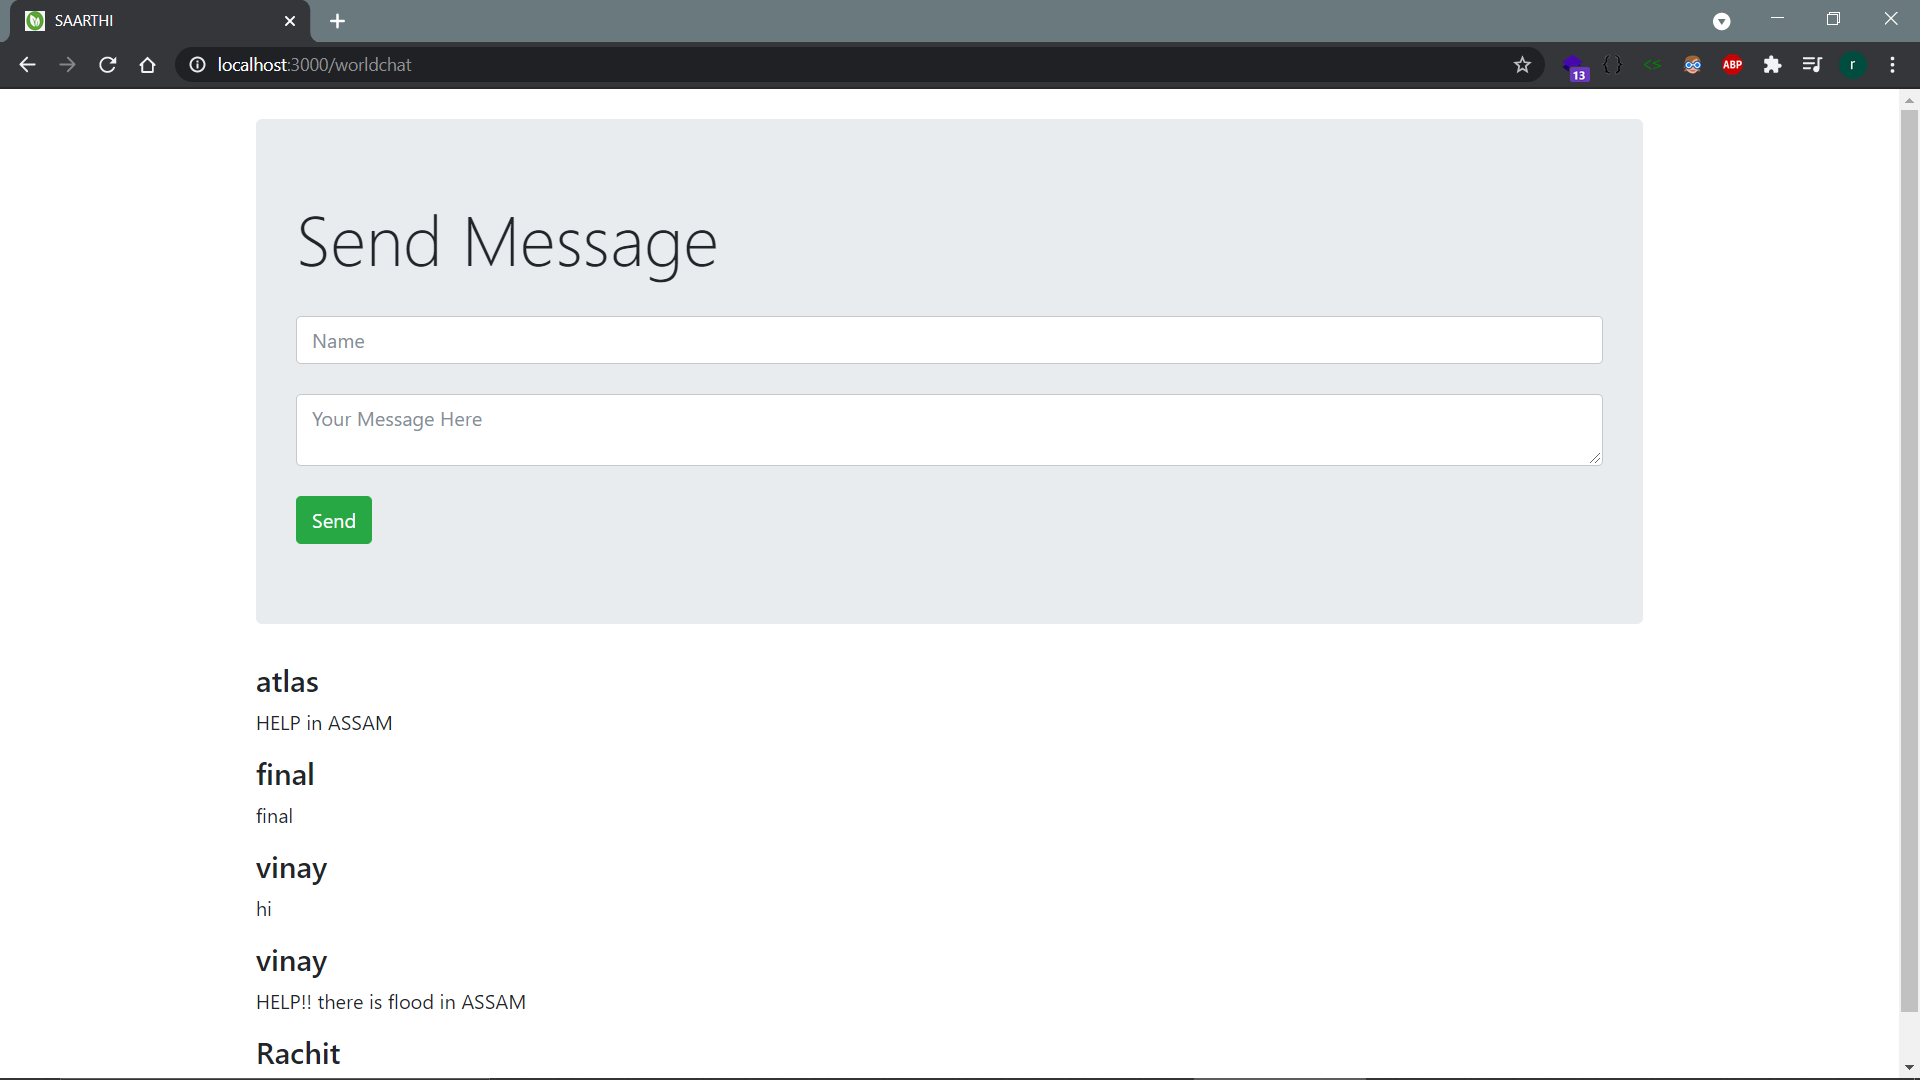 SAARTHI
localhost:3000/worldchat
13
{}
<s
ABP
r
Send Message
Name
Your Message Here
Send
atlas
HELP in ASSAM
final
final
vinay
hi
vinay
HELP!! there is flood in ASSAM
Rachit